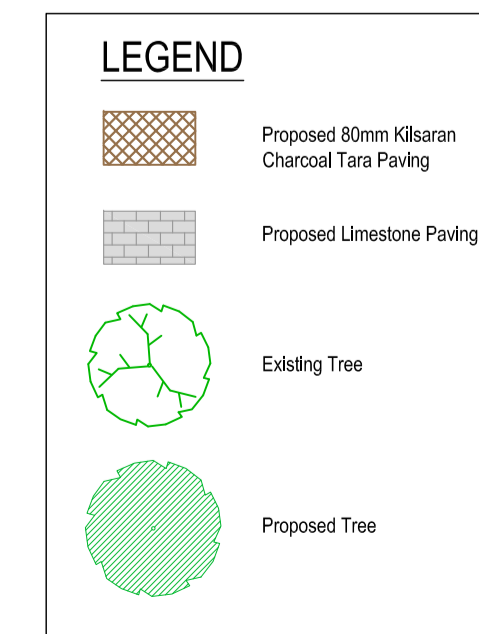 LEGEND
Proposed 80mm Kilsaran
Charcoal Tara Paving
Proposed Limestone Paving
Existing Tree
Proposed Tree